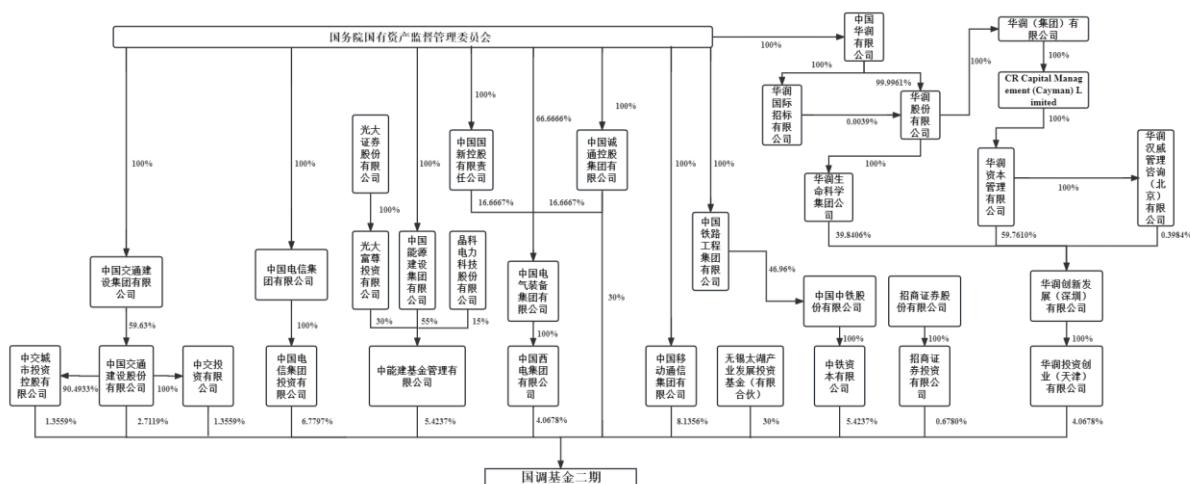 国务院国有资产监督管理委员会
100%
中国
华润
有限
公司
100%
99.9961%
华润
国际
招标
有限
公司
0.0039%
华润
股份
有限
公司
100%
华润（集团）有
限公司
100%
CR Capital Manag
ement (Cayman) L
imited
100%
华润
资本
管理
有限
公司
100%
华润
汉威
管理
咨询
（北
京）有
限公
司
100%
华润生
命科学
集团公
司
39.8406%
59.7610%
0.3984%
100%
100%
光大
证券
股份
有限
公司
100%
100%
100%
中国国
新控股
有限责
任公司
66.6666%
100%
中国诚
通控股
集团有
限公司
16.6667%
16.6667%
100%
100%
中国
铁路
工程
集团
有限
公司
46.96%
中国交通建
设集团有限
公司
中国电信集
团有限公司
光大
富尊
投资
有限
公司
中国
能源
建设
集团
有限
公司
晶科
电力
科技
股份
有限
公司
中国电
气装备
集团有
限公司
30%
中国中铁股
份有限公司
招商证券股
份有限公司
华润创新发
展（深圳）有
限公司
59.63%
100%
30%
55%
15%
100%
100%
100%
100%
中交城
市投资
控股有
限公司
90.4933%
中国交通
建设股份
有限公司
100%
中交投
资有限
公司
中国电
信集团
投资有
限公司
中能建基金管理有
限公司
中国西
电集团
有限公
司
中国移
动通信
集团有
限公司
无锡太湖产
业发展投资
基金（有限
合伙）
中铁资
本有限
公司
招商证
券投资
有限公
司
华润投资创
业（天津）有
限公司
1.3559%
2.7119%
1.3559%
6.7797%
5.4237%
4.0678%
8.1356%
30%
5.4237%
0.6780%
4.0678%
国调基金二期